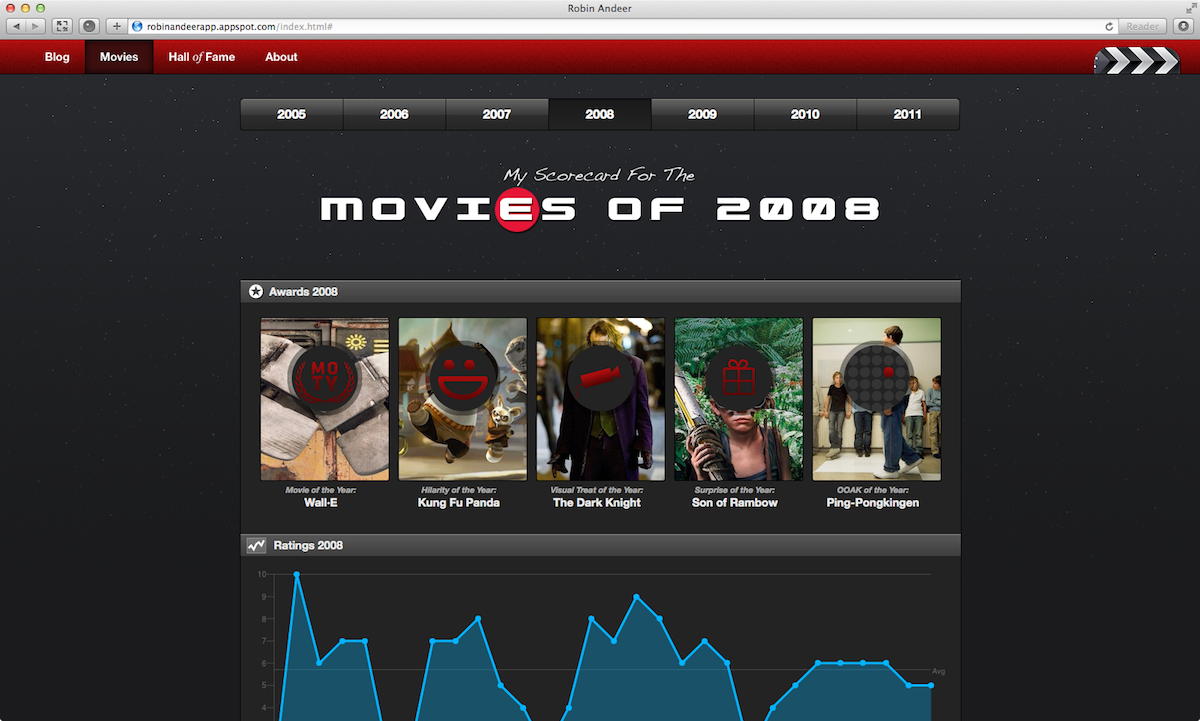 Robin Andeer
robinandeerapp.appspot.com/index.html#
Reader
Blog
Movies
Hall of Fame
About
2005
2006
2007
2008
2009
2010
2011
My Scorecard For The
MOVIES OF 2008
Awards 2008
MO
TY
Movie of the Year:
Wall-E
Hilarity of the Year:
Kung Fu Panda
Visual Treat of the Year:
The Dark Knight
Surprise of the Year:
Son of Rambow
OOAK of the Year:
Ping-Pongkingen
Ratings 2008
10
9
8
7
6
Avg
5
4